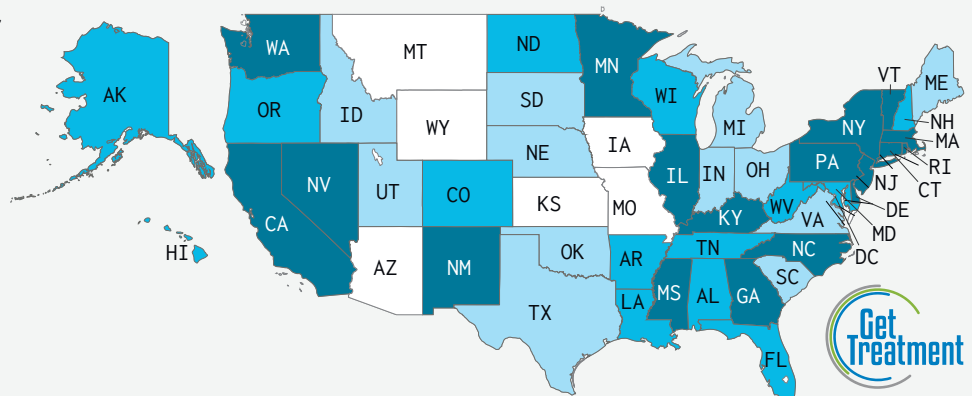 WA
MT
ND
MN
VT
ME
AK
OR
ID
SD
WI
MI
NY
NH
MA
WY
IA
NE
PA
RI
CT
NV
UT
CO
IL
IN
OH
NJ
DE
CA
KS
MO
KY
WV
VA
MD
HI
AZ
NM
OK
AR
TN
NC
DC
TX
LA
MS
AL
GA
SC
FL
Get
Treatment